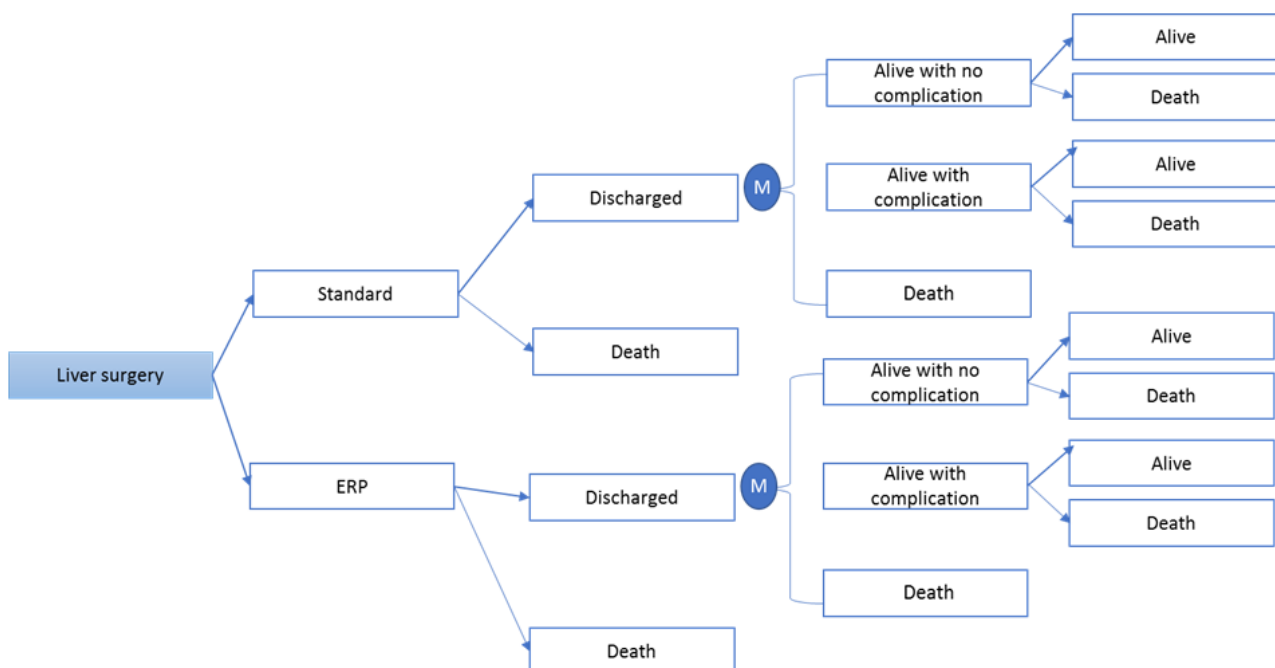 Liver surgery
Standard
Discharged
M
Alive with no
complication
Alive
Death
Alive with
complication
Alive
Death
Death
Death
ERP
Discharged
M
Alive with no
complication
Alive
Death
Alive with
complication
Alive
Death
Death
Death